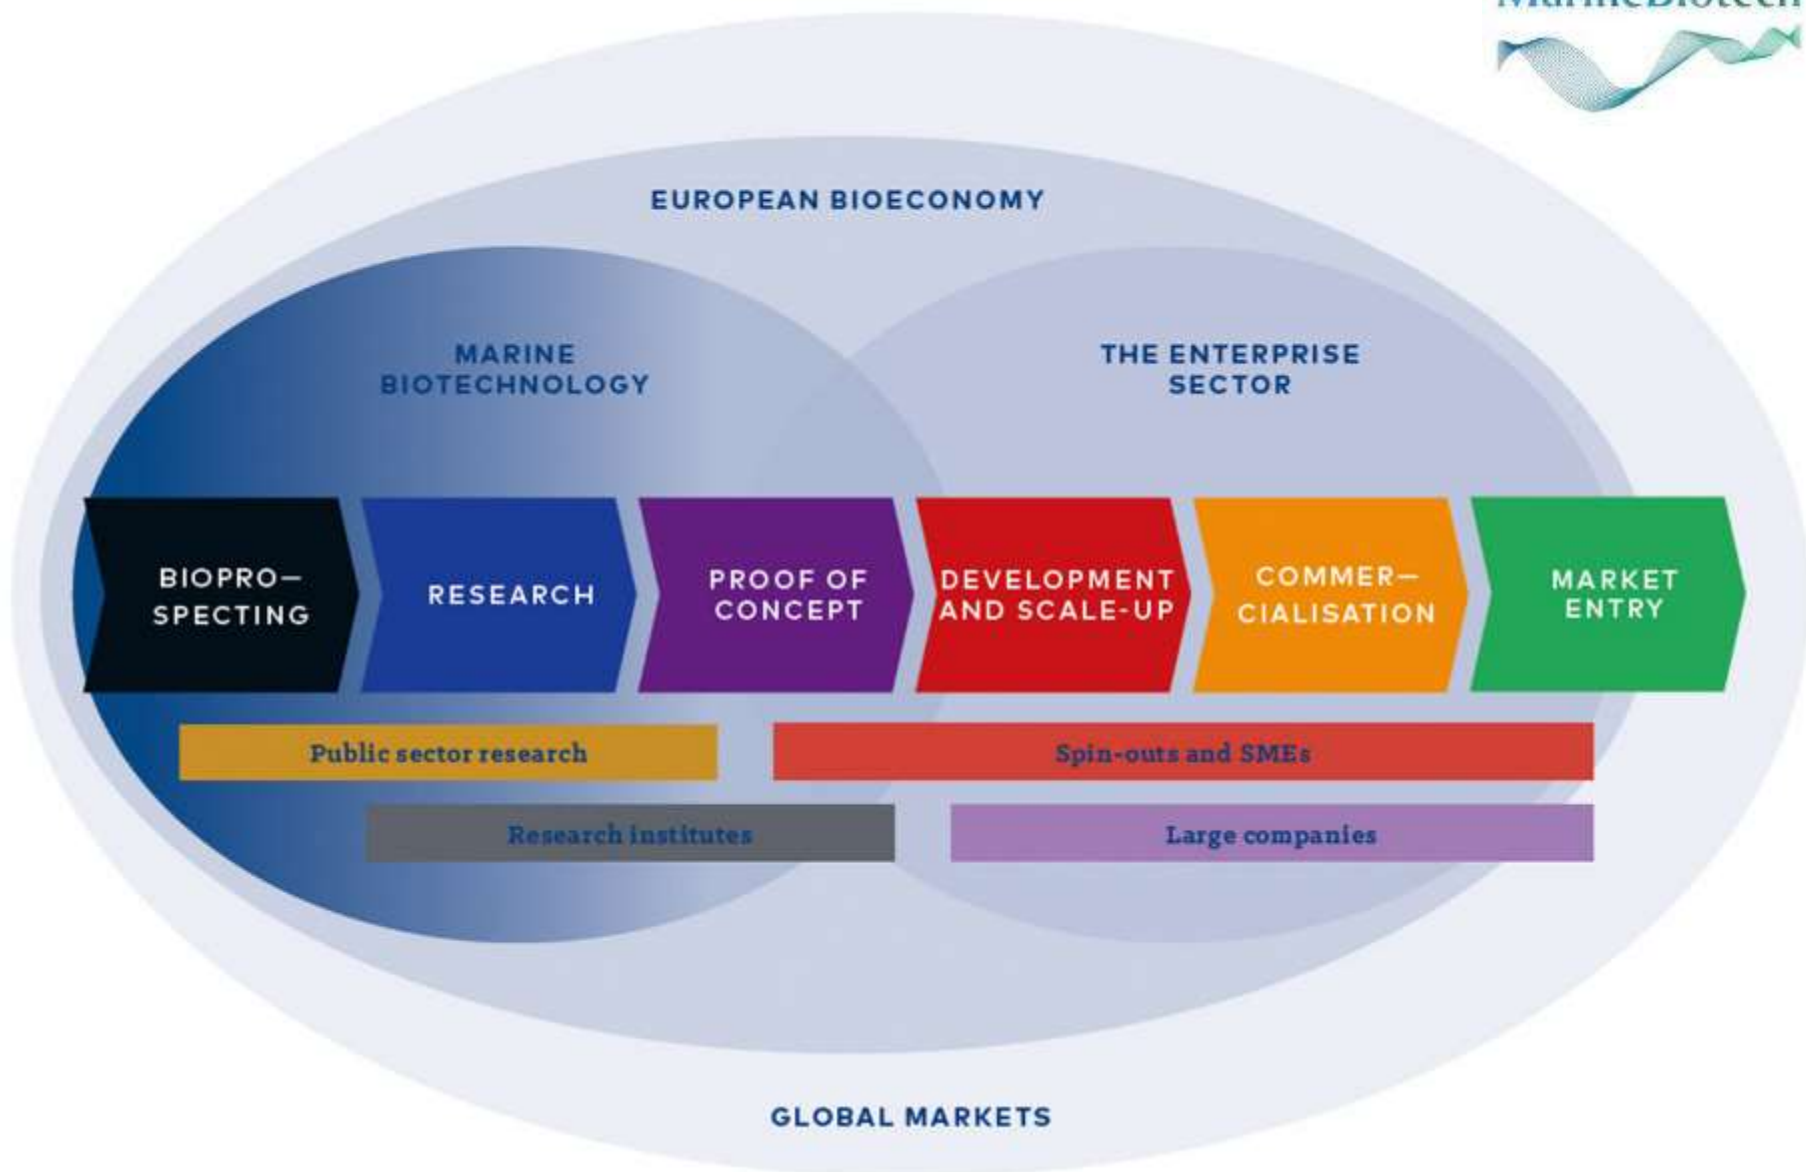 MarineBiotech
EUROPEAN BIOECONOMY
MARINE
BIOTECHNOLOGY
THE ENTERPRISE
SECTOR
BIOPRO—
SPECTING
RESEARCH
PROOF OF
CONCEPT
DEVELOPMENT
AND SCALE-UP
COMMER—
CIALISATION
MARKET
ENTRY
Public sector research
Spin-outs and SMEs
Research institutes
Large companies
GLOBAL MARKETS